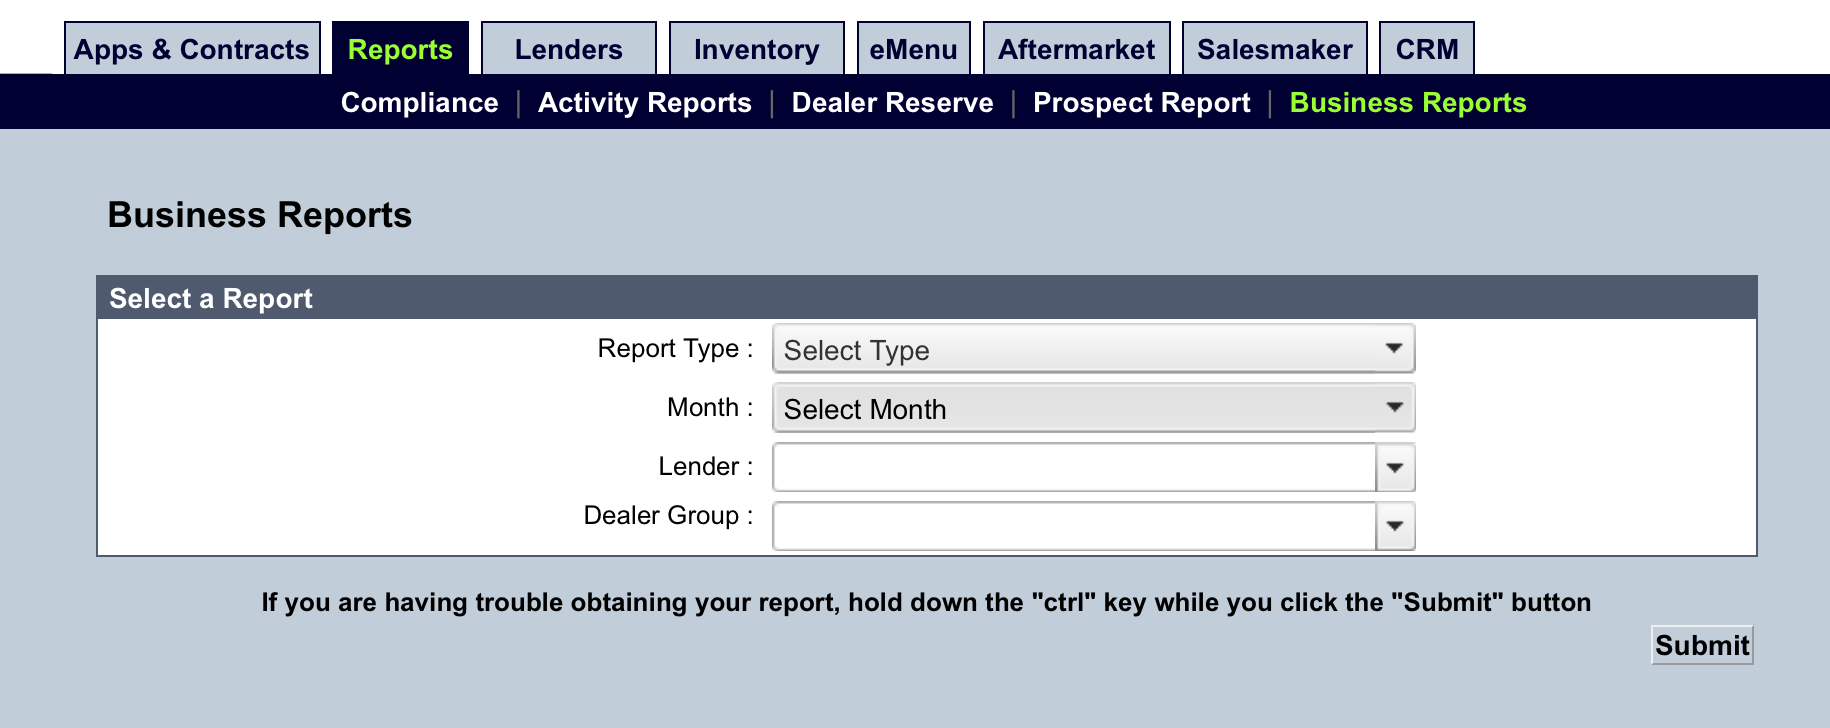 Apps & Contracts Reports Lenders Inventory eMenu Aftermarket Salesmaker CRM
Compliance | Activity Reports | Dealer Reserve | Prospect Report | Business Reports
Business Reports
Select a Report
Report Type : Select Type
Month : Select Month
Lender :
Dealer Group :
If you are having trouble obtaining your report, hold down the "ctrl" key while you click the "Submit" button
Submit